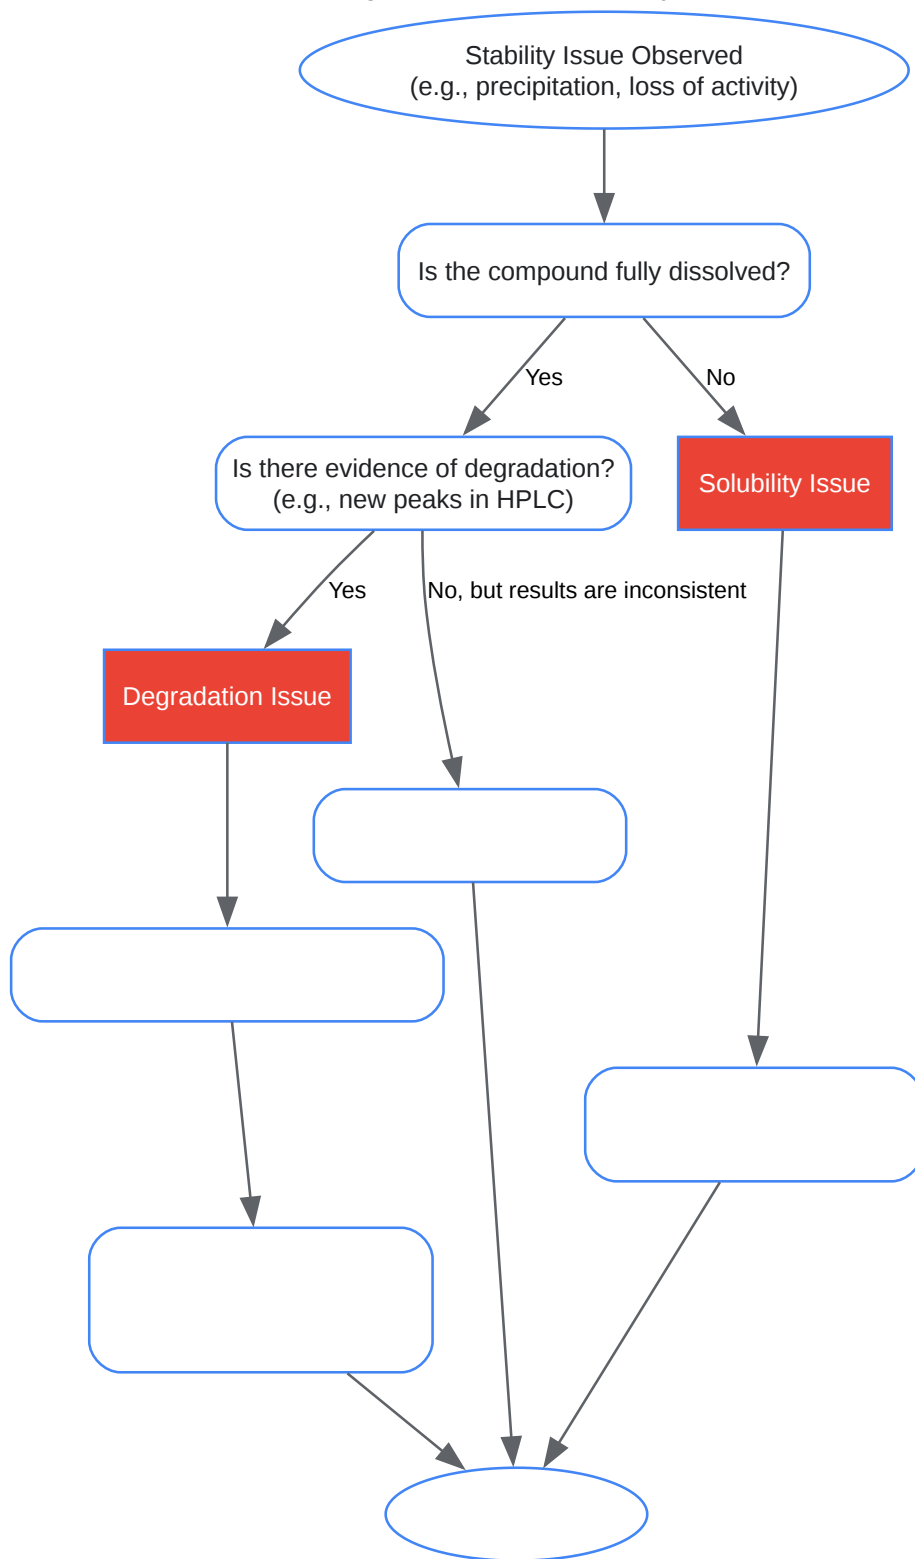 Stability Issue Observed
(e.g., precipitation, loss of activity)
Is the compound fully dissolved?
Yes
No
Is there evidence of degradation?
(e.g., new peaks in HPLC)
Solubility Issue
Yes
No, but results are inconsistent
Degradation Issue